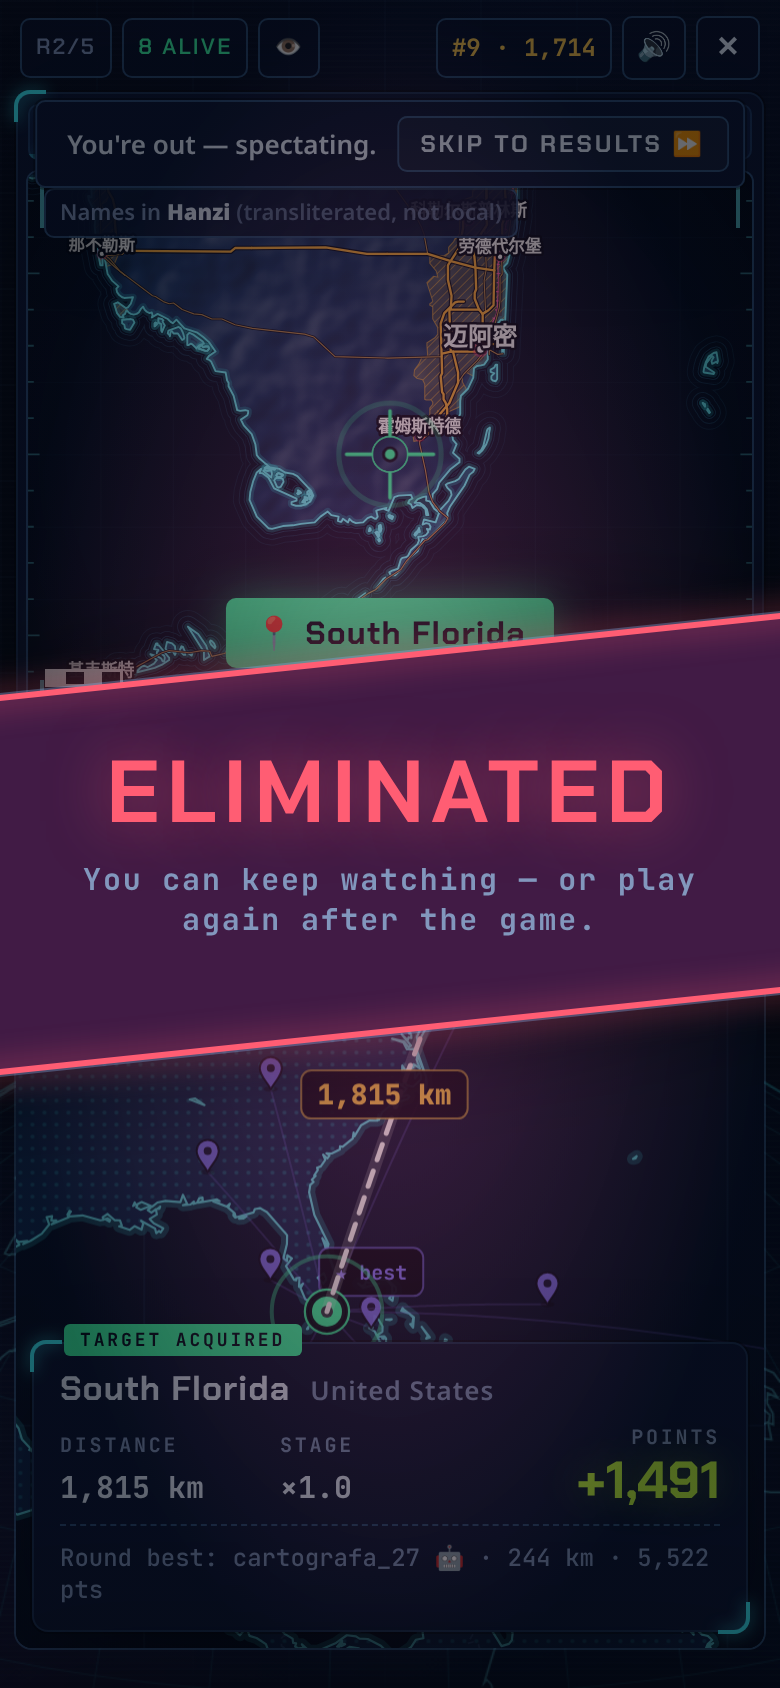 R2/5
8 ALIVE
#9 · 1,714
You're out — spectating.
SKIP TO RESULTS
Names in Hanzi (transliterated, not local)
那不勒斯
劳德代尔堡
迈阿密
霍姆斯特德
South Florida
基韦斯特
ELIMINATED
You can keep watching — or play
again after the game.
1,815 km
best
TARGET ACQUIRED
South Florida United States
DISTANCE STAGE POINTS
1,815 km ×1.0 +1,491
Round best: cartografa_27 🤖 · 244 km · 5,522
pts